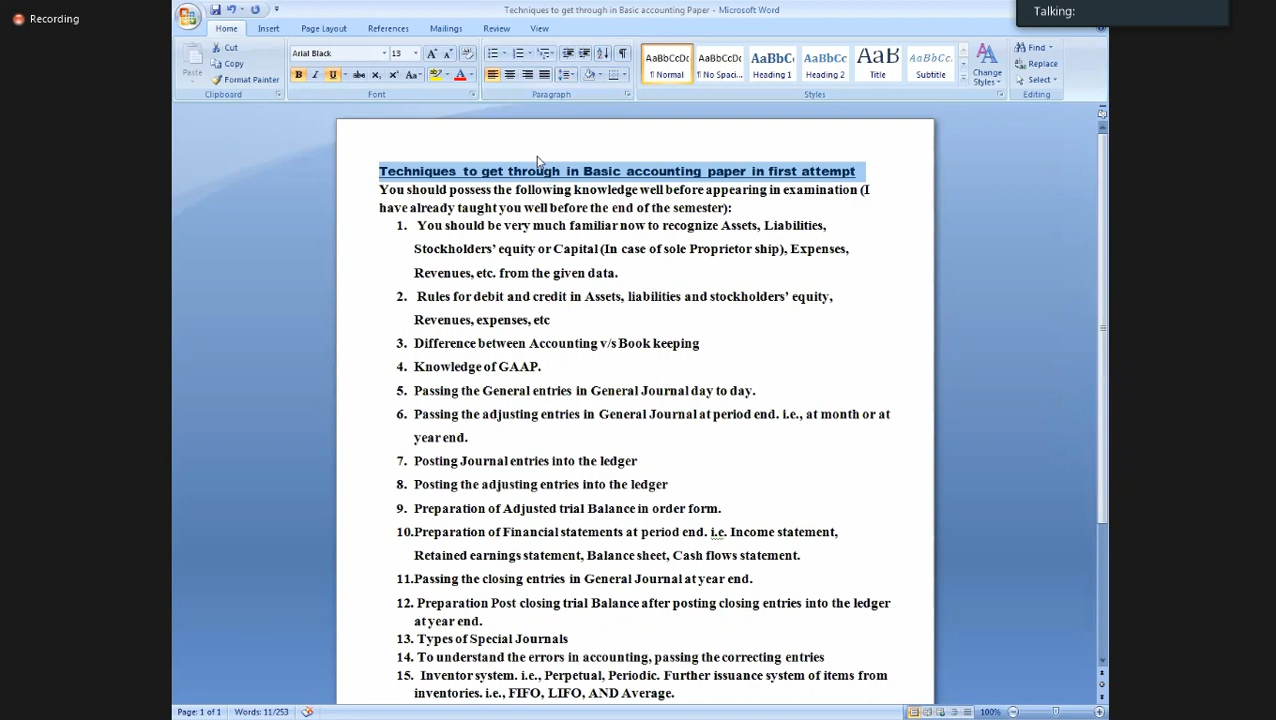 Recording
Techniques to get through in Basic accounting Paper - Microsoft Word
Talking:
Home Insert Page Layout References Mailings Review View
Paste
Cut
Copy
Format Painter
Clipboard
Arial Black 13
Font
Paragraph
AaBbCcDc AaBbCcDc AaBbC AaBbCc AaB AaBbCc.
¶ Normal ¶ No Spaci... Heading 1 Heading 2 Title Subtitle
Change Styles
Styles
Find
Replace
Select
Editing
Techniques to get through in Basic accounting paper in first attempt
You should possess the following knowledge well before appearing in examination (I
have already taught you well before the end of the semester):
1. You should be very much familiar now to recognize Assets, Liabilities,
Stockholders’ equity or Capital (In case of sole Proprietor ship), Expenses,
Revenues, etc. from the given data.
2. Rules for debit and credit in Assets, liabilities and stockholders’ equity,
Revenues, expenses, etc
3. Difference between Accounting v/s Book keeping
4. Knowledge of GAAP.
5. Passing the General entries in General Journal day to day.
6. Passing the adjusting entries in General Journal at period end. i.e., at month or at
year end.
7. Posting Journal entries into the ledger
8. Posting the adjusting entries into the ledger
9. Preparation of Adjusted trial Balance in order form.
10.Preparation of Financial statements at period end. i.e. Income statement,
Retained earnings statement, Balance sheet, Cash flows statement.
11.Passing the closing entries in General Journal at year end.
12. Preparation Post closing trial Balance after posting closing entries into the ledger
at year end.
13. Types of Special Journals
14. To understand the errors in accounting, passing the correcting entries
15. Inventor system. i.e., Perpetual, Periodic. Further issuance system of items from
inventories. i.e., FIFO, LIFO, AND Average.
Page: 1 of 1 Words: 11/253 100%